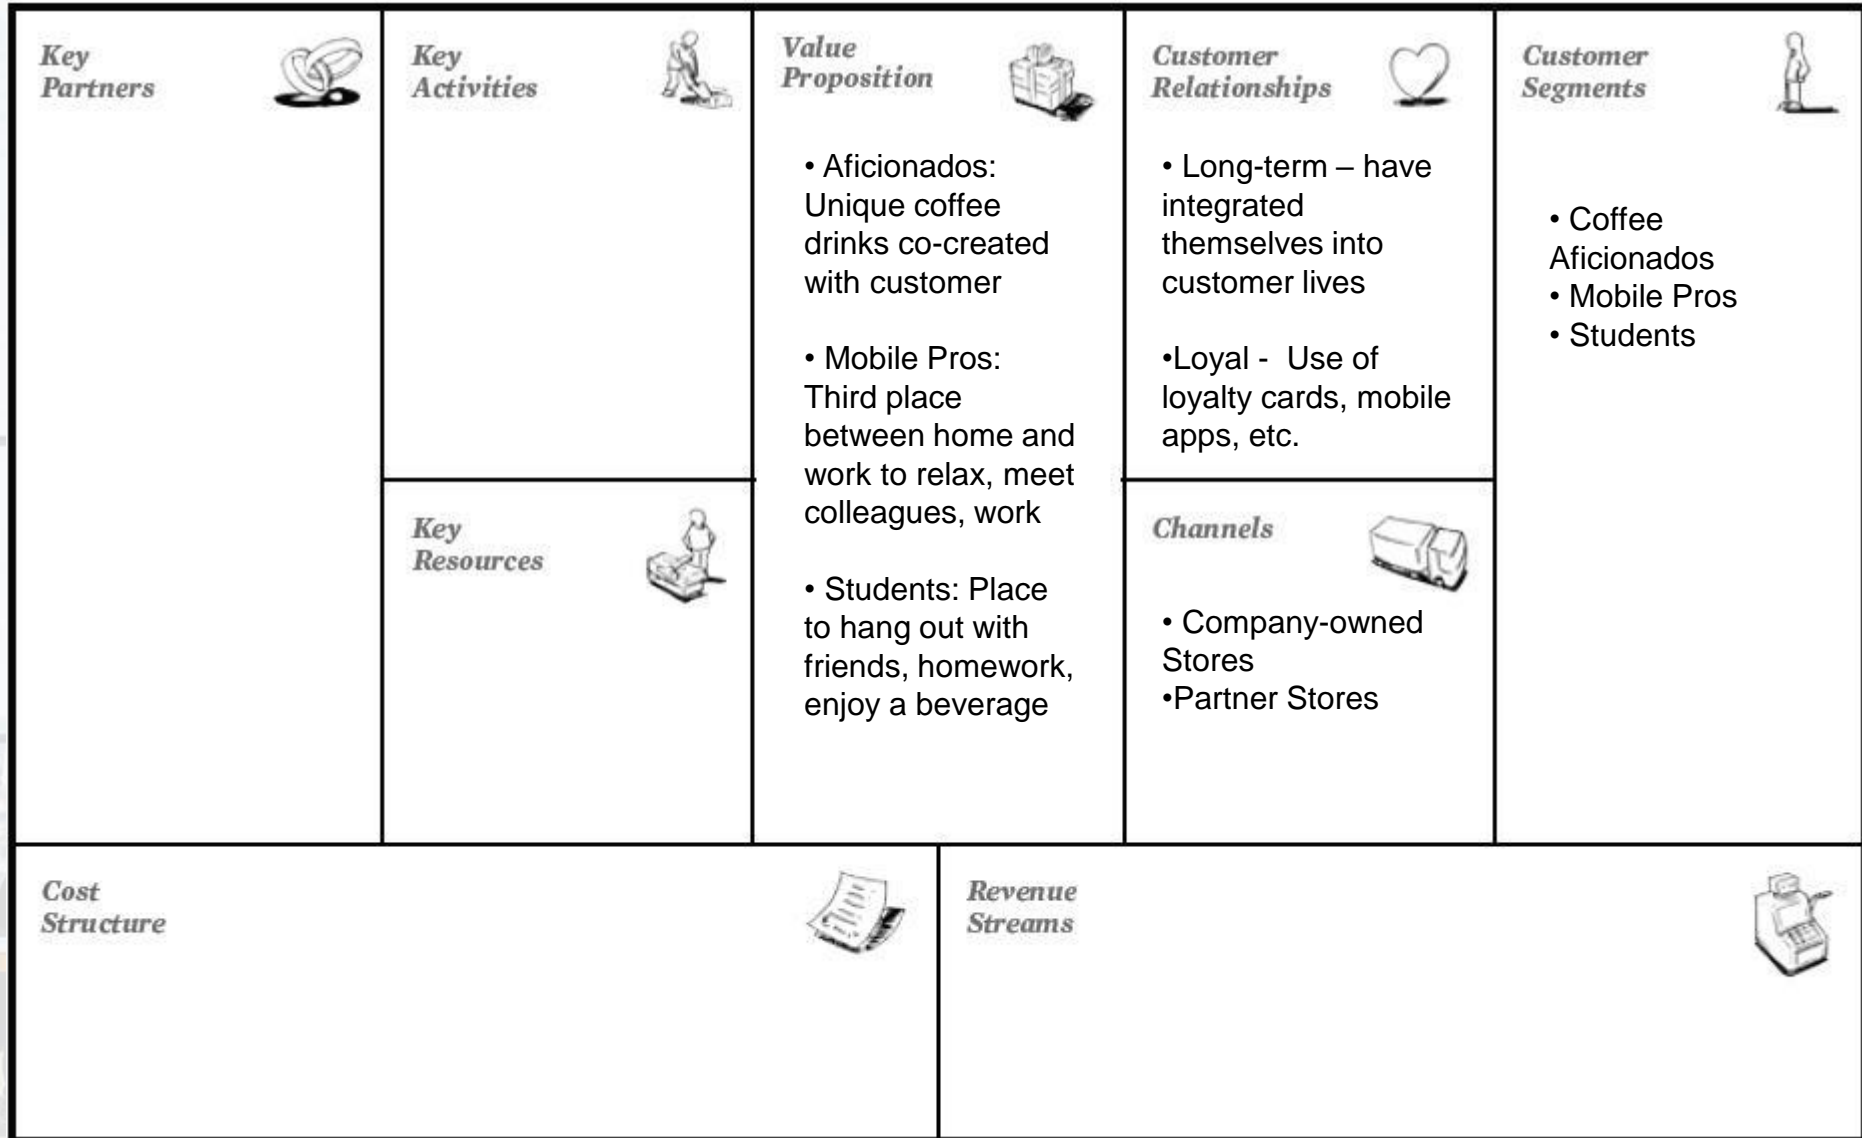 Key
Partners
Key
Activities
Key
Resources
Value
Proposition
• Aficionados:
Unique coffee
drinks co-created
with customer
• Mobile Pros:
Third place
between home and
work to relax, meet
colleagues, work
• Students: Place
to hang out with
friends, homework,
enjoy a beverage
Customer
Relationships
• Long-term – have
integrated
themselves into
customer lives
•Loyal - Use of
loyalty cards, mobile
apps, etc.
Channels
• Company-owned
Stores
•Partner Stores
Customer
Segments
• Coffee
Aficionados
• Mobile Pros
• Students
Cost
Structure
Revenue
Streams